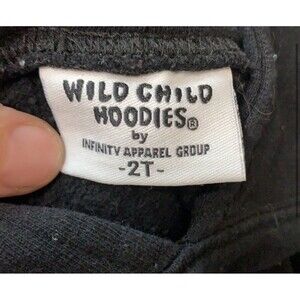 WILD CHILD
HOODIES®
by
INFINITY APPAREL GROUP
-2T-